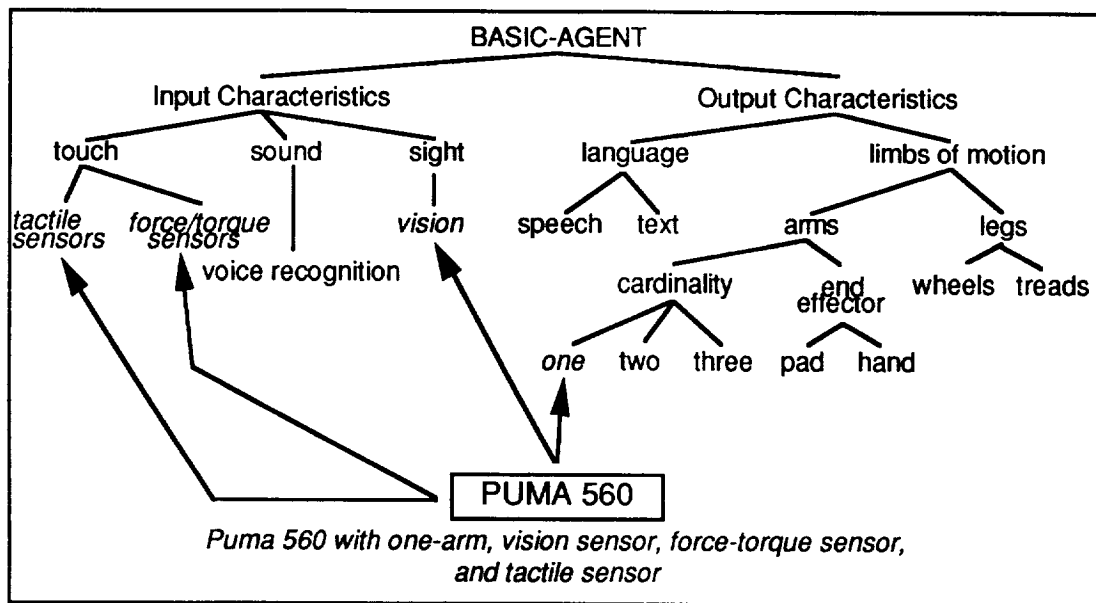 BASIC-AGENT
Input Characteristics
Output Characteristics
touch
sound
sight
language
limbs of motion
tactile
sensors
force/torque
sensors
vision
speech
text
arms
legs
voice recognition
cardinality
end
effector
wheels
treads
one
two
three
pad
hand
PUMA 560
Puma 560 with one-arm, vision sensor, force-torque sensor,
and tactile sensor